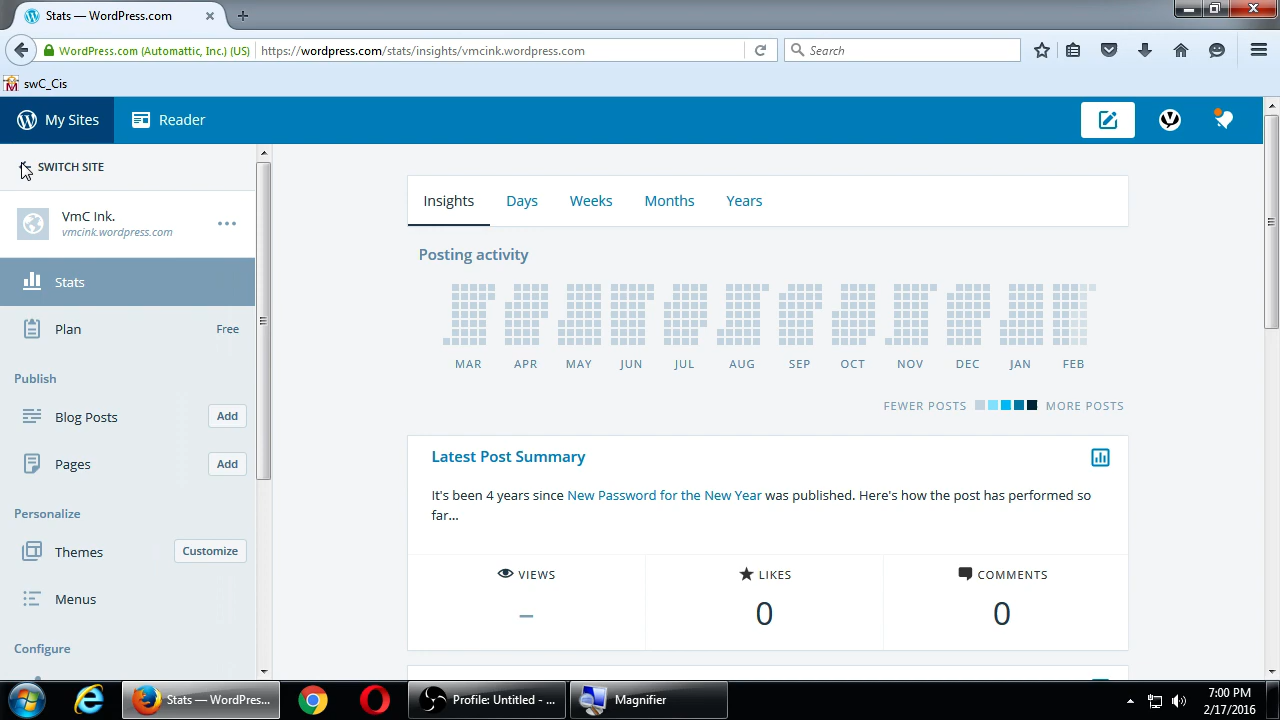 Stats — WordPress.com
WordPress.com (Automattic, Inc.) (US)
https://wordpress.com/stats/insights/vmcink.wordpress.com
Search
swC_Cis
My Sites
Reader
SWITCH SITE
VmC Ink.
vmcink.wordpress.com
Stats
Plan
Free
Publish
Blog Posts
Add
Pages
Add
Personalize
Themes
Customize
Menus
Configure
Insights
Days
Weeks
Months
Years
Posting activity
MAR APR MAY JUN JUL AUG SEP OCT NOV DEC JAN FEB
FEWER POSTS
MORE POSTS
Latest Post Summary
It's been 4 years since New Password for the New Year was published. Here's how the post has performed so
far...
VIEWS
LIKES
COMMENTS
–
0
0
Stats — WordPres...
Profile: Untitled - ...
Magnifier
7:00 PM
2/17/2016